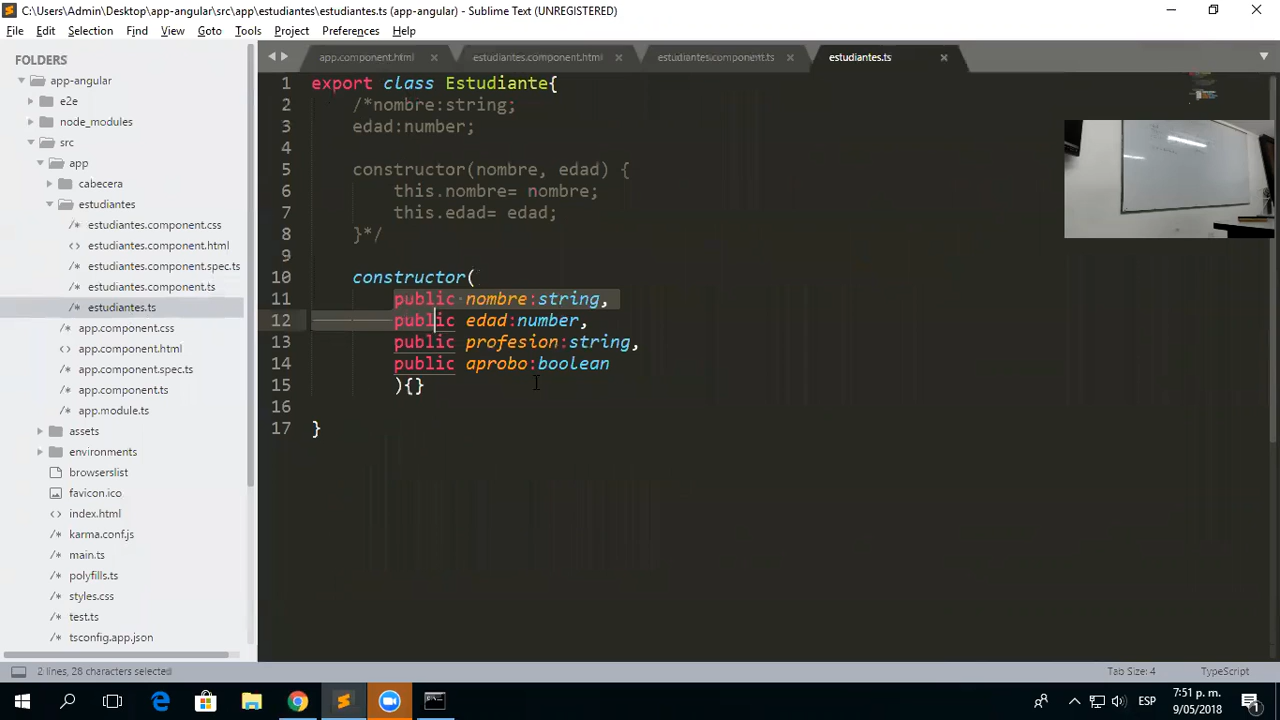 C:\Users\Admin\Desktop\app-angular\src\app\estudiantes\estudiantes.ts (app-angular) - Sublime Text (UNREGISTERED)
File Edit Selection Find View Goto Tools Project Preferences Help
FOLDERS
app-angular
e2e
node_modules
src
app
cabecera
estudiantes
estudiantes.component.css
estudiantes.component.html
estudiantes.component.spec.ts
estudiantes.component.ts
estudiantes.ts
app.component.css
app.component.html
app.component.spec.ts
app.component.ts
app.module.ts
assets
environments
browserslist
favicon.ico
index.html
karma.conf.js
main.ts
polyfills.ts
styles.css
test.ts
tsconfig.app.json
app.component.html estudiantes.component.html estudiantes.component.ts estudiantes.ts
1 export class Estudiante{
2 /*nombre:string;
3 edad:number;
4
5 constructor(nombre, edad) {
6 this.nombre= nombre;
7 this.edad= edad;
8 }*/
9
10 constructor(
11 public nombre:string,
12 public edad:number,
13 public profesion:string,
14 public aprobo:boolean
15 ){}
16
17 }
2 lines, 28 characters selected Tab Size: 4 TypeScript
ESP 7:51 p. m.
9/05/2018 1